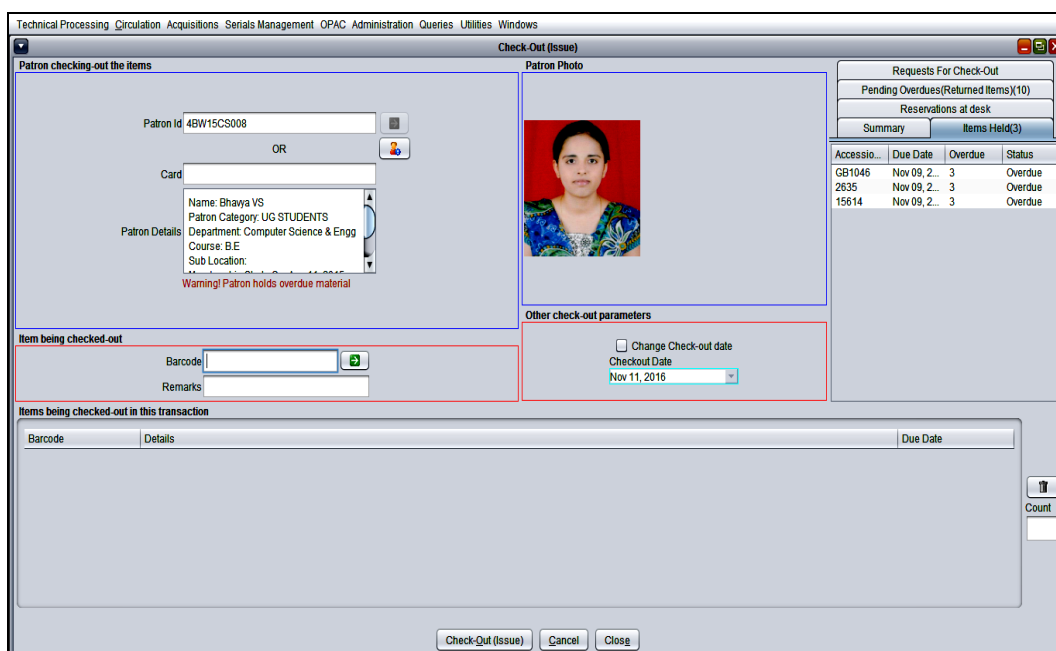 Technical Processing Circulation Acquisitions Serials Management OPAC Administration Queries Utilities Windows
Check-Out (Issue)
Patron checking-out the items
Patron Photo
Requests For Check-Out
Pending Overdues(Returned Items)(10)
Reservations at desk
Summary Items Held(3)
Patron Id 4BW15CS008
OR
Card
Patron Details
Name: Bhavya VS
Patron Category: UG STUDENTS
Department: Computer Science & Engg
Course: B.E
Sub Location:
Warning! Patron holds overdue material
Accessio... Due Date Overdue Status
GB1046 Nov 09, 2... 3 Overdue
2635 Nov 09, 2... 3 Overdue
15614 Nov 09, 2... 3 Overdue
Item being checked-out
Barcode
Remarks
Other check-out parameters
Change Check-out date
Checkout Date
Nov 11, 2016
Items being checked-out in this transaction
Barcode Details Due Date
Count
Check-Out (Issue) Cancel Close